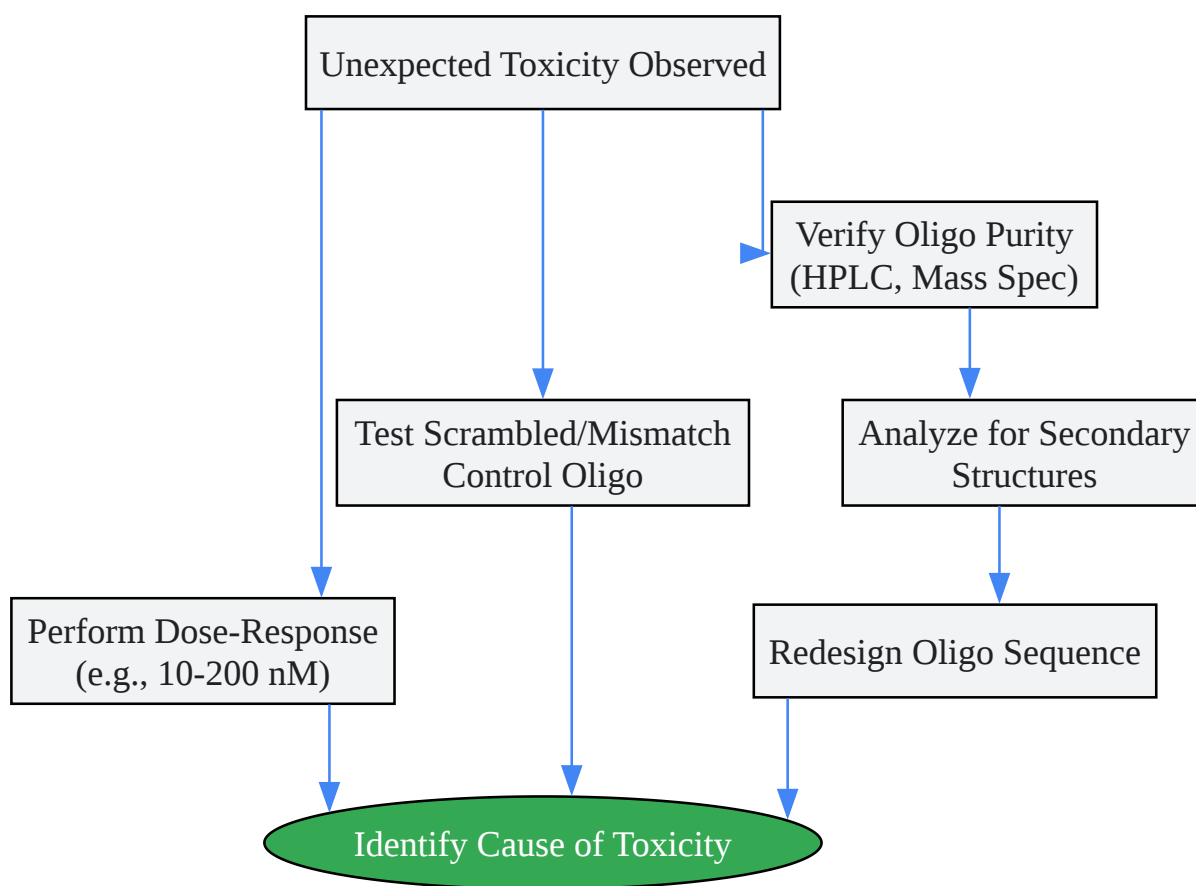 Unexpected Toxicity Observed
Verify Oligo Purity
(HPLC, Mass Spec)
Test Scrambled/Mismatch
Control Oligo
Analyze for Secondary
Structures
Perform Dose-Response
(e.g., 10-200 nM)
Redesign Oligo Sequence
Identify Cause of Toxicity